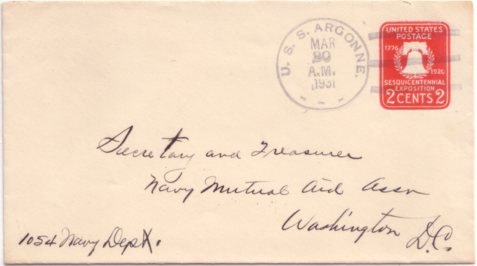 U. S. S. ARGONNE.
MAR
20
A.M.
1931
UNITED STATES
POSTAGE
1776
1926
SESQUICENTENNIAL
EXPOSITION
2 CENTS 2
Secretary and Treasurer
Navy Mutual Aid Assn
Washington
D.C.
1054 Navy Dept.